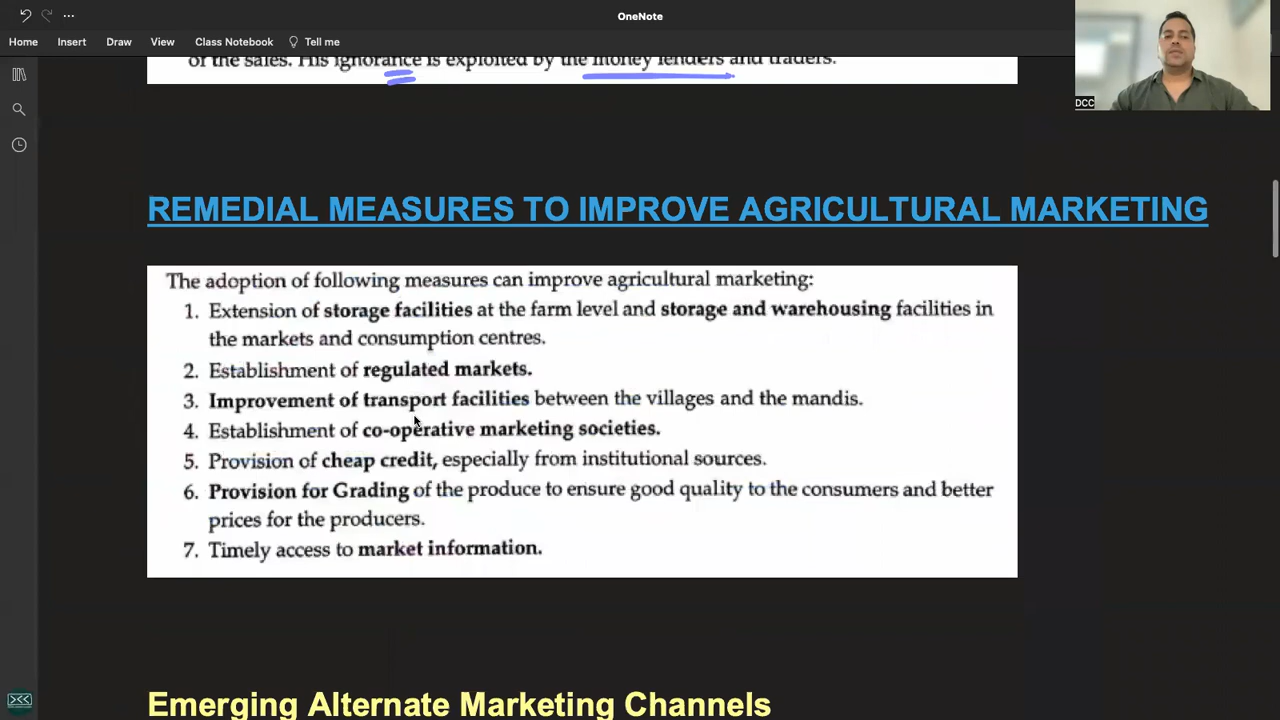 OneNote
Home Insert Draw View Class Notebook Tell me
of the sales. His ignorance is exploited by the money lenders and traders.
DCC
REMEDIAL MEASURES TO IMPROVE AGRICULTURAL MARKETING
The adoption of following measures can improve agricultural marketing:
1. Extension of storage facilities at the farm level and storage and warehousing facilities in
the markets and consumption centres.
2. Establishment of regulated markets.
3. Improvement of transport facilities between the villages and the mandis.
4. Establishment of co-operative marketing societies.
5. Provision of cheap credit, especially from institutional sources.
6. Provision for Grading of the produce to ensure good quality to the consumers and better
prices for the producers.
7. Timely access to market information.
Emerging Alternate Marketing Channels